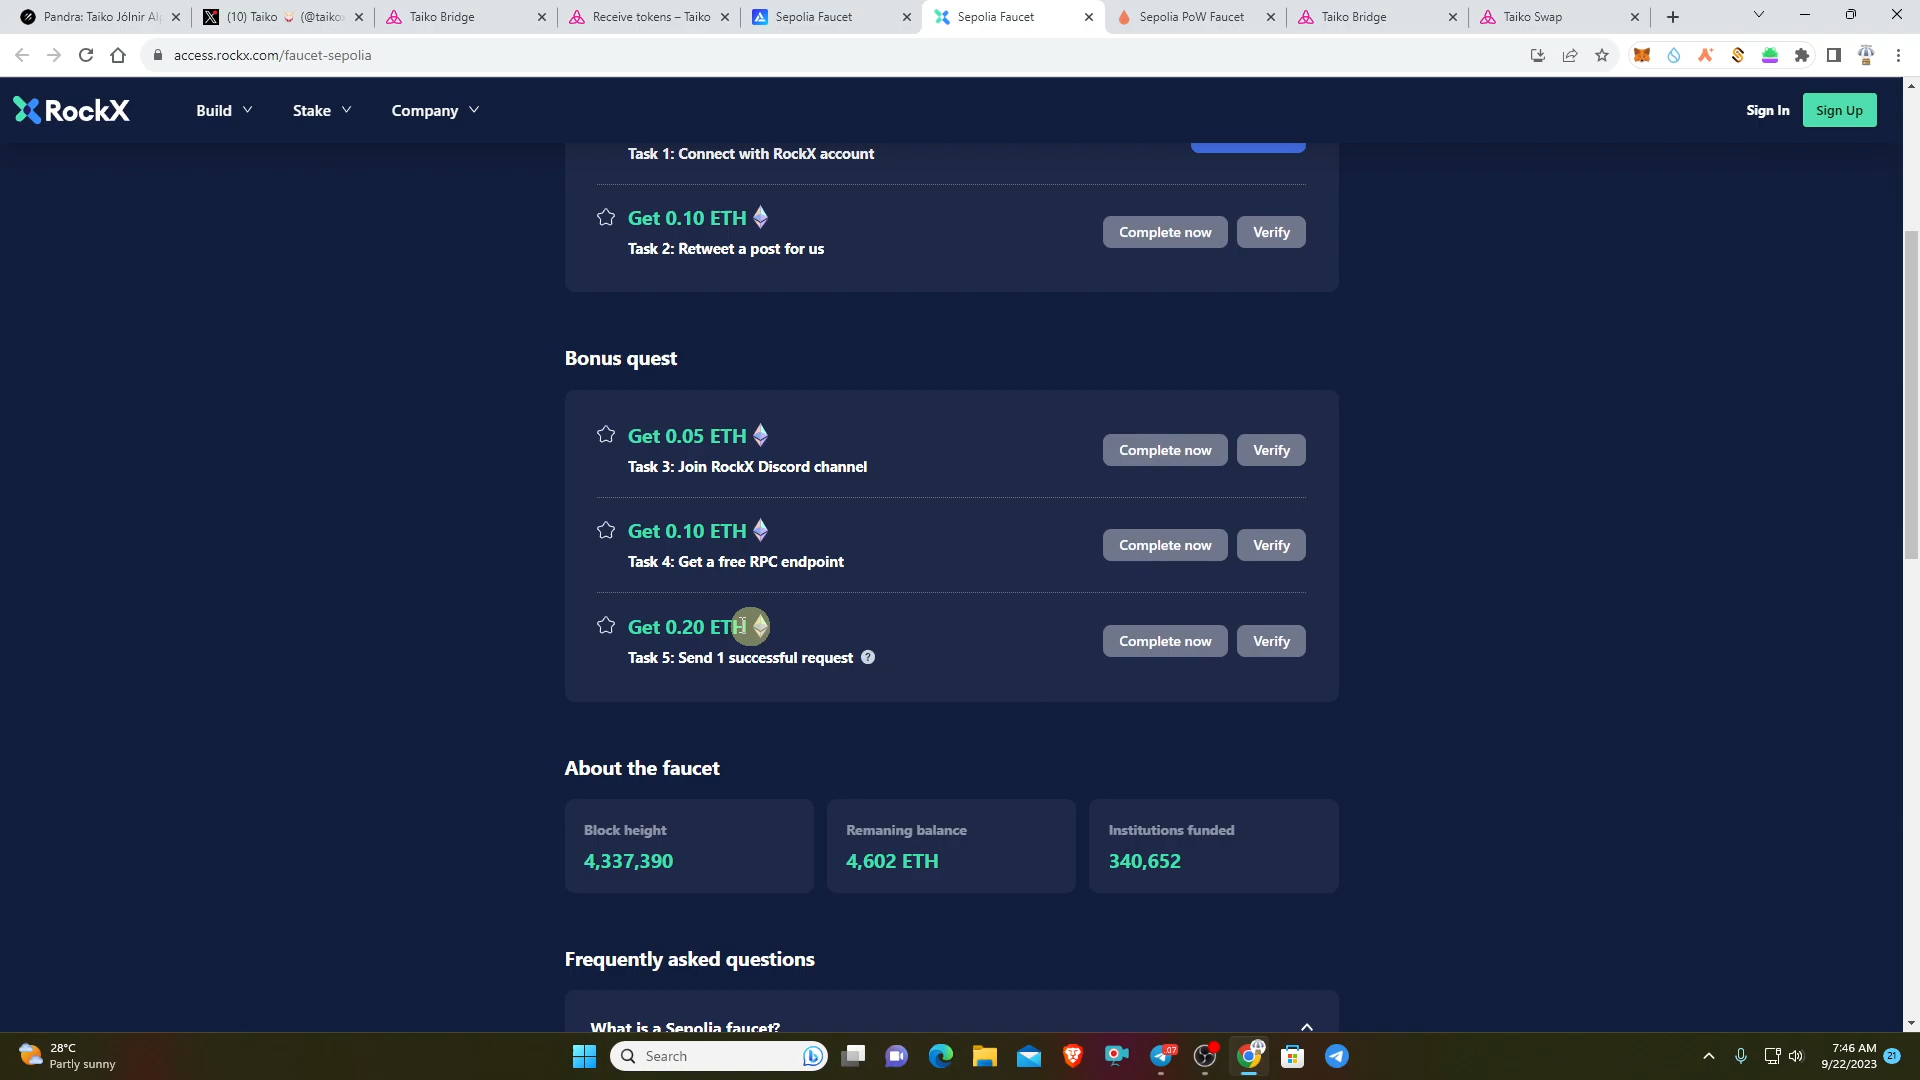 Pandra: Taiko Jólnir Al
(10) Taiko (@taiko
Taiko Bridge
Receive tokens – Taiko
Sepolia Faucet
Sepolia Faucet
Sepolia PoW Faucet
Taiko Bridge
Taiko Swap
access.rockx.com/faucet-sepolia
RockX
Build
Stake
Company
Sign In
Sign Up
Task 1: Connect with RockX account
Get 0.10 ETH
Task 2: Retweet a post for us
Complete now
Verify
Bonus quest
Get 0.05 ETH
Task 3: Join RockX Discord channel
Complete now
Verify
Get 0.10 ETH
Task 4: Get a free RPC endpoint
Complete now
Verify
Get 0.20 ETH
Task 5: Send 1 successful request ?
Complete now
Verify
About the faucet
Block height
4,337,390
Remaning balance
4,602 ETH
Institutions funded
340,652
Frequently asked questions
What is a Sepolia faucet?
28°C
Partly sunny
Search
07
7:46 AM
9/22/2023
21